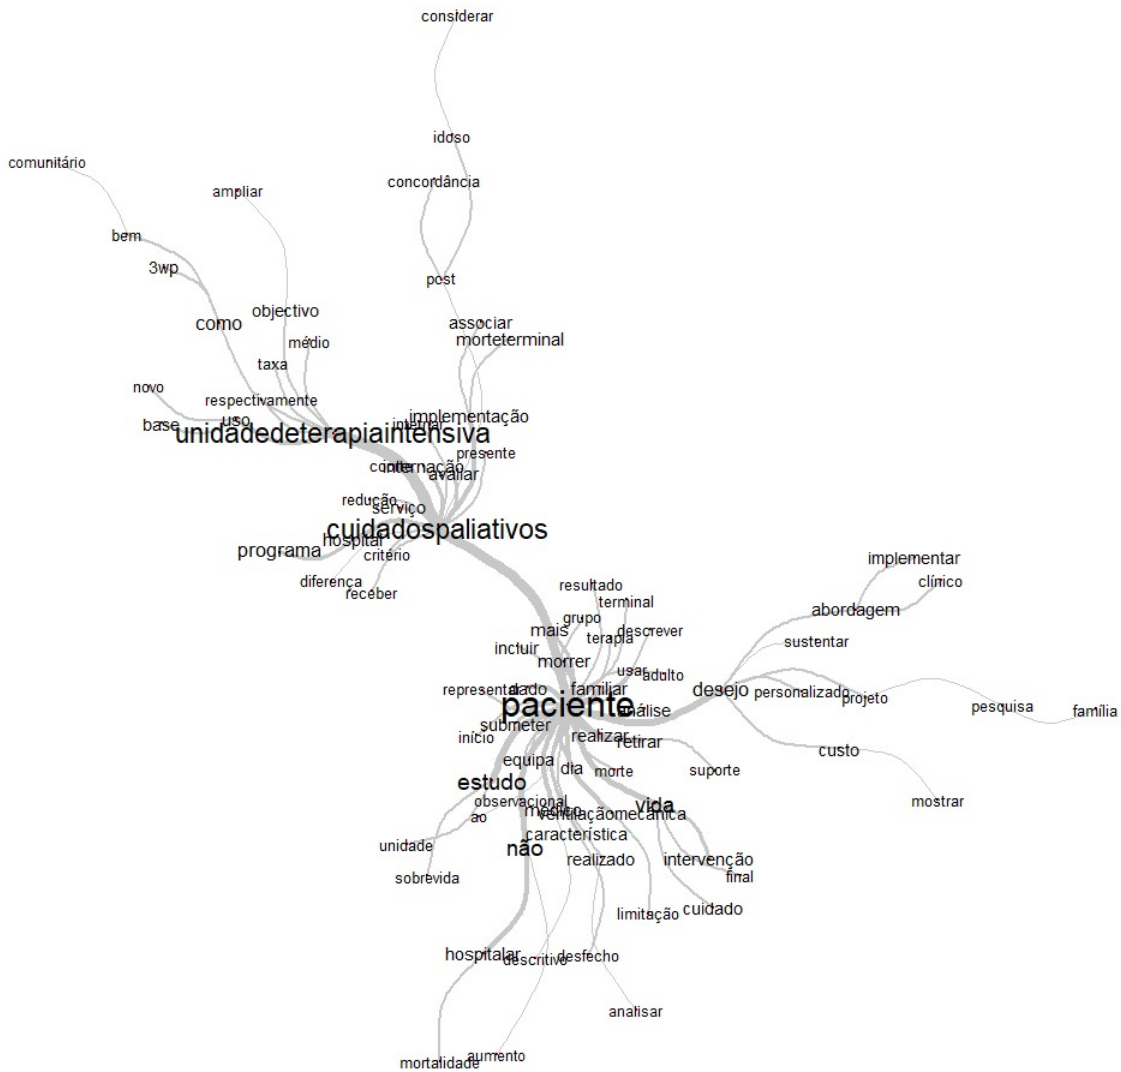 considerar
idoso
comunitário
concordância
ampliar
bem
3wp
post
objectivo
como
associar
médio
morteterminal
taxa
novo
respectivamente
implementação
uso
base
internar
unidadedeterapiaintensiva
presente
internação
avaliar
redução
serviço
cuidadospaliativos
hospital
programa
critério
implementar
diferença
clínico
resultado
receber
terminal
abordagem
grupo
mais
descrever
terapia
sustentar
incluir
morrer
usar
adulto
representar
dado
familiar
desejo
personalizado
projeto
paciente
análise
pesquisa
família
submeter
início
realizar
retirar
custo
equipa
dia
morte
suporte
estudo
observacional
mostrar
médico
vida
ao
ventilaçãomecânica
característica
unidade
não
realizado
intervenção
sobrevida
final
limitação
cuidado
hospitalar
descritivo
desfecho
analisar
aumento
mortalidade